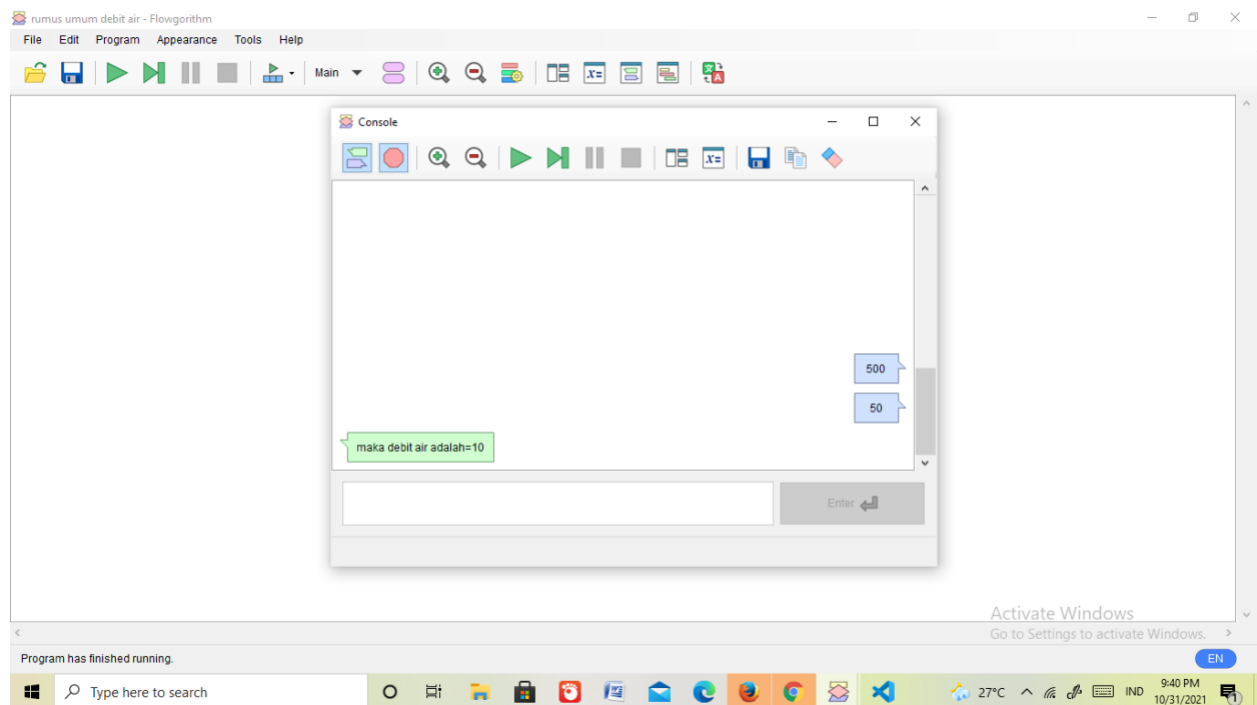 rumus umum debit air - Flowgorithm
File Edit Program Appearance Tools Help
Main
x=
Console
x=
500
50
maka debit air adalah=10
Enter
Activate Windows
Go to Settings to activate Windows.
Program has finished running.
EN
Type here to search
27°C
IND
9:40 PM
10/31/2021
1